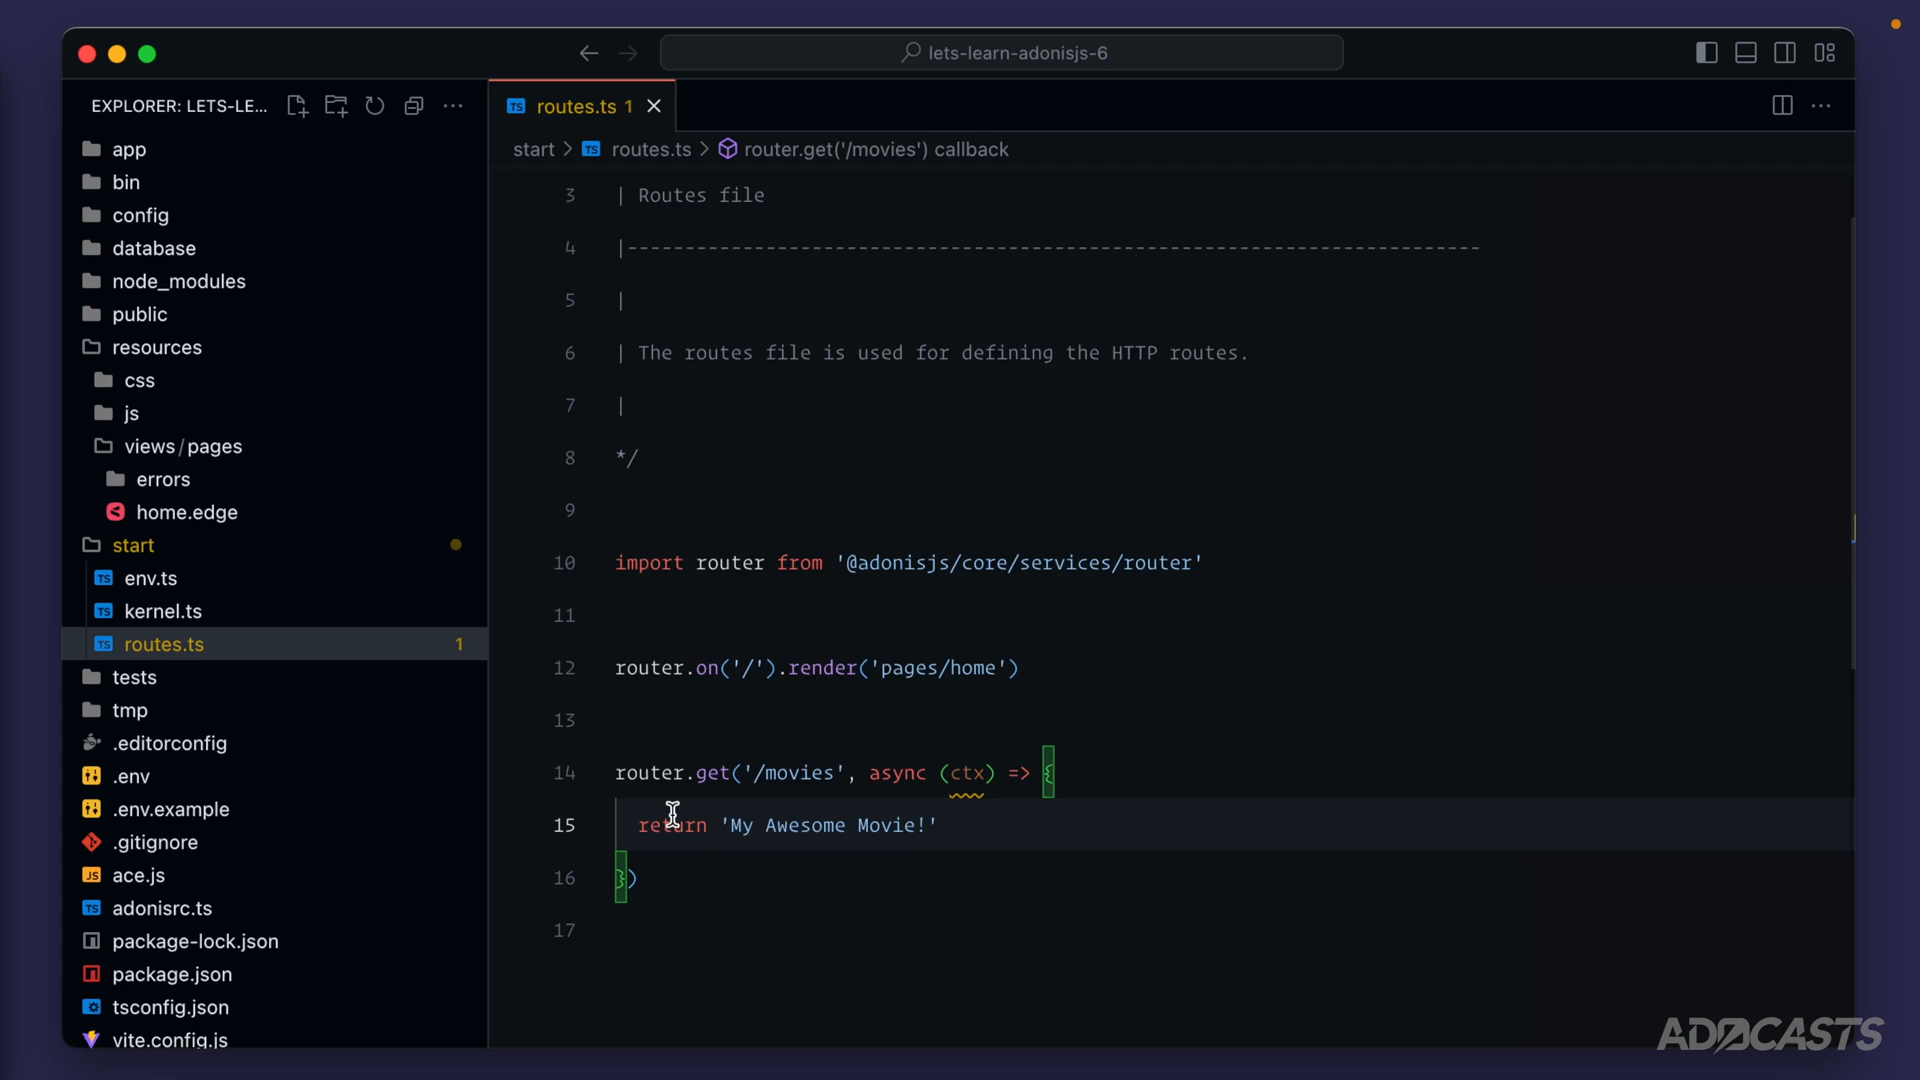 lets-learn-adonisjs-6
EXPLORER: LETS-LE...
app
bin
config
database
node_modules
public
resources
css
js
views/pages
errors
home.edge
start
env.ts
kernel.ts
routes.ts 1
tests
tmp
.editorconfig
.env
.env.example
.gitignore
ace.js
adonisrc.ts
package-lock.json
package.json
tsconfig.json
vite.config.js
TS routes.ts 1
start > TS routes.ts > router.get('/movies') callback
3 | Routes file
4 |--------------------------------------------------------------------------
5 |
6 | The routes file is used for defining the HTTP routes.
7 |
8 */
9
10 import router from '@adonisjs/core/services/router'
11
12 router.on('/').render('pages/home')
13
14 router.get('/movies', async (ctx) => {
15 return 'My Awesome Movie!'
16 })
17
ADOCASTS